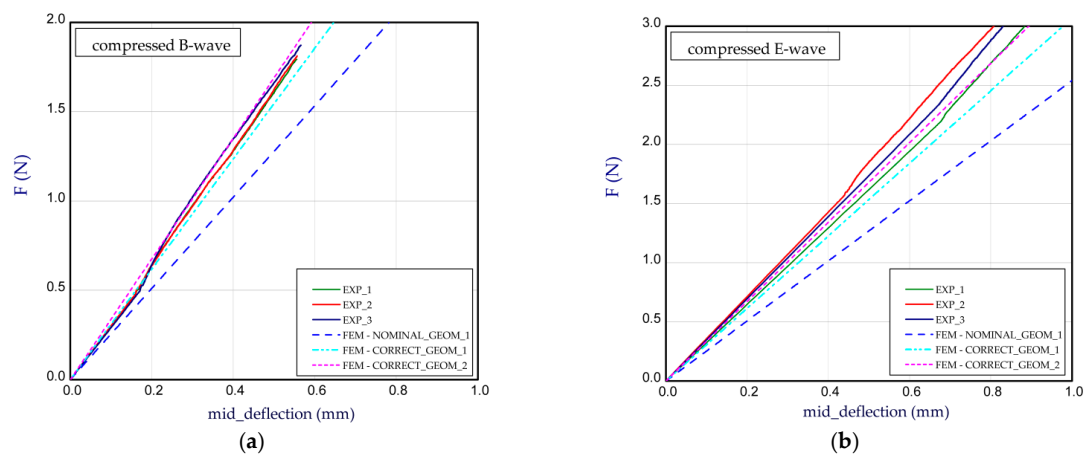 compressed B-wave
2.0
1.5
1.0
0.5
0.0
F (N)
EXP_1
EXP_2
EXP_3
FEM - NOMINAL_GEOM_1
FEM - CORRECT_GEOM_1
FEM - CORRECT_GEOM_2
0.0 0.2 0.4 0.6 0.8 1.0
mid_deflection (mm)
(a)
compressed E-wave
3.0
2.5
2.0
1.5
1.0
0.5
0.0
F (N)
EXP_1
EXP_2
EXP_3
FEM - NOMINAL_GEOM_1
FEM - CORRECT_GEOM_1
FEM - CORRECT_GEOM_2
0.0 0.2 0.4 0.6 0.8 1.0
mid_deflection (mm)
(b)